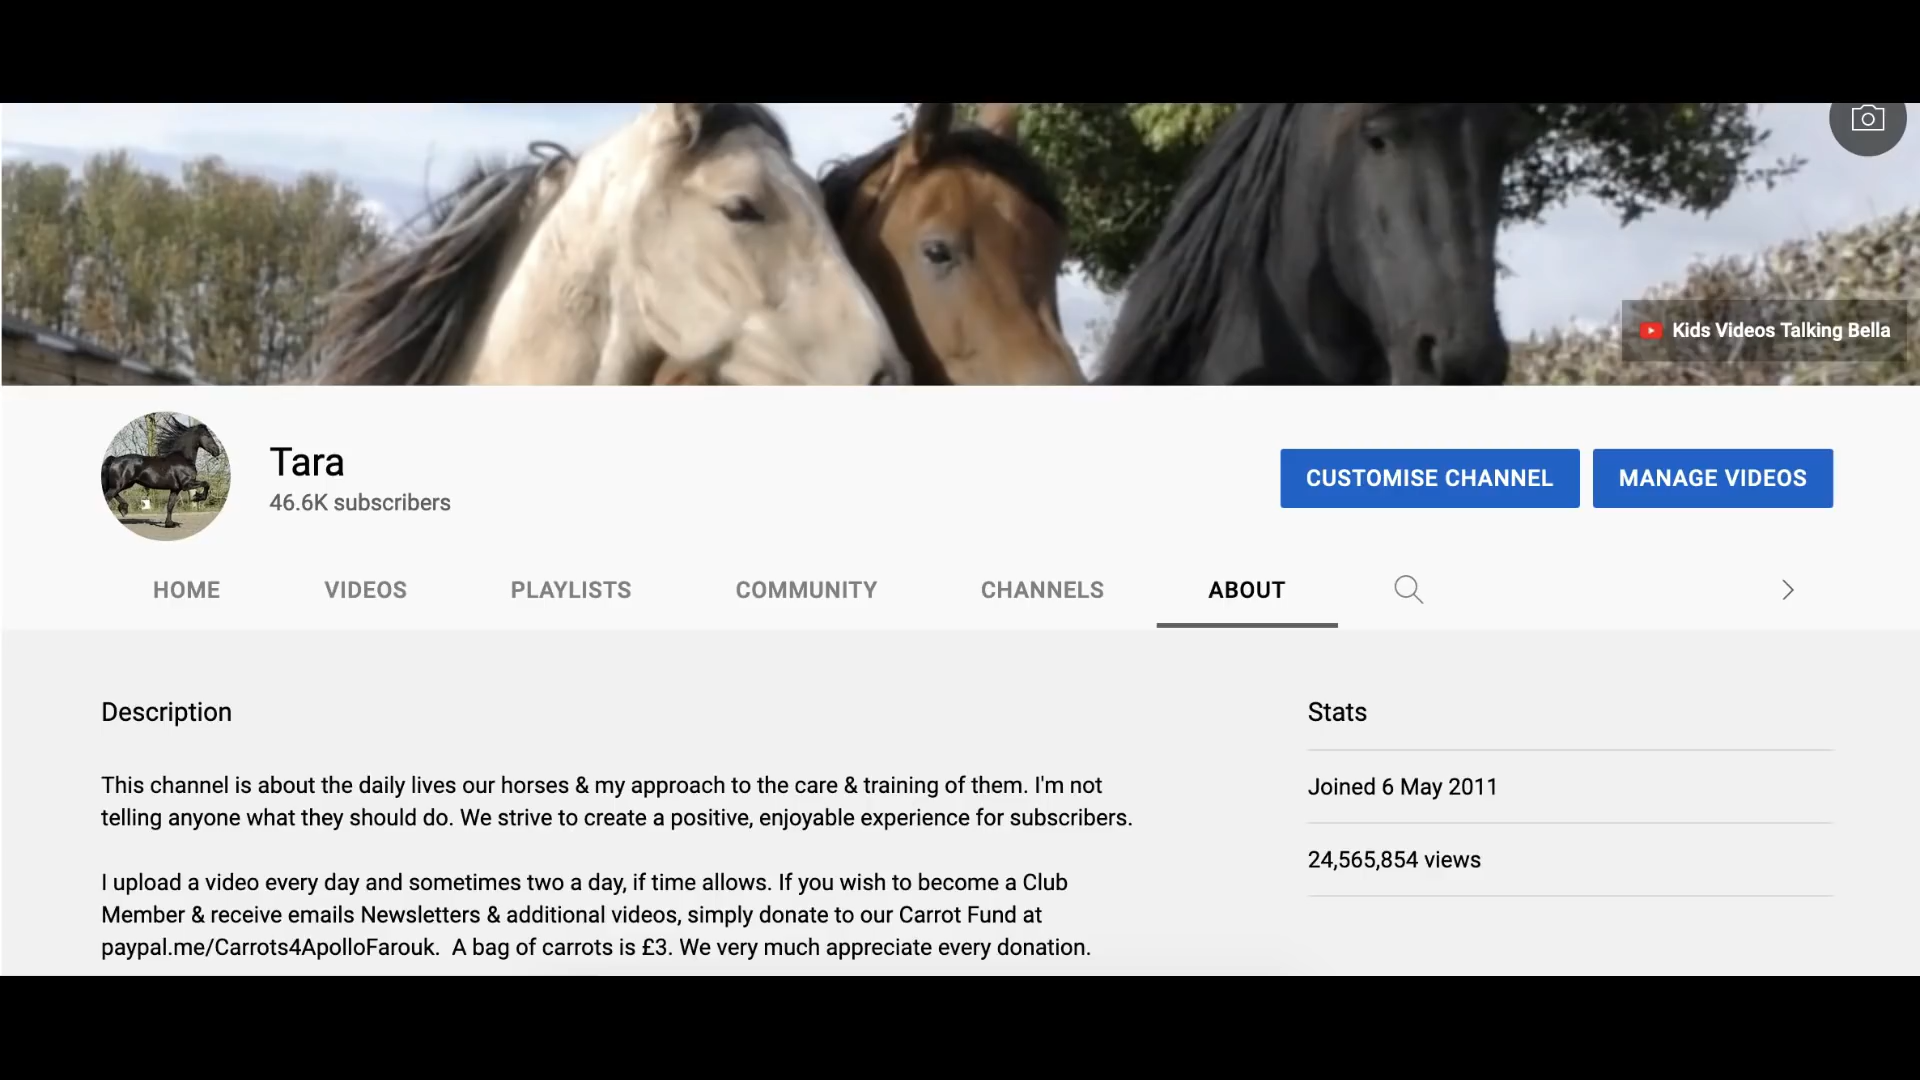 Kids Videos Talking Bella
Tara
46.6K subscribers
CUSTOMISE CHANNEL
MANAGE VIDEOS
HOME
VIDEOS
PLAYLISTS
COMMUNITY
CHANNELS
ABOUT
Description
This channel is about the daily lives our horses & my approach to the care & training of them. I'm not
telling anyone what they should do. We strive to create a positive, enjoyable experience for subscribers.
I upload a video every day and sometimes two a day, if time allows. If you wish to become a Club
Member & receive emails Newsletters & additional videos, simply donate to our Carrot Fund at
paypal.me/Carrots4ApolloFarouk.  A bag of carrots is £3. We very much appreciate every donation.
Stats
Joined 6 May 2011
24,565,854 views